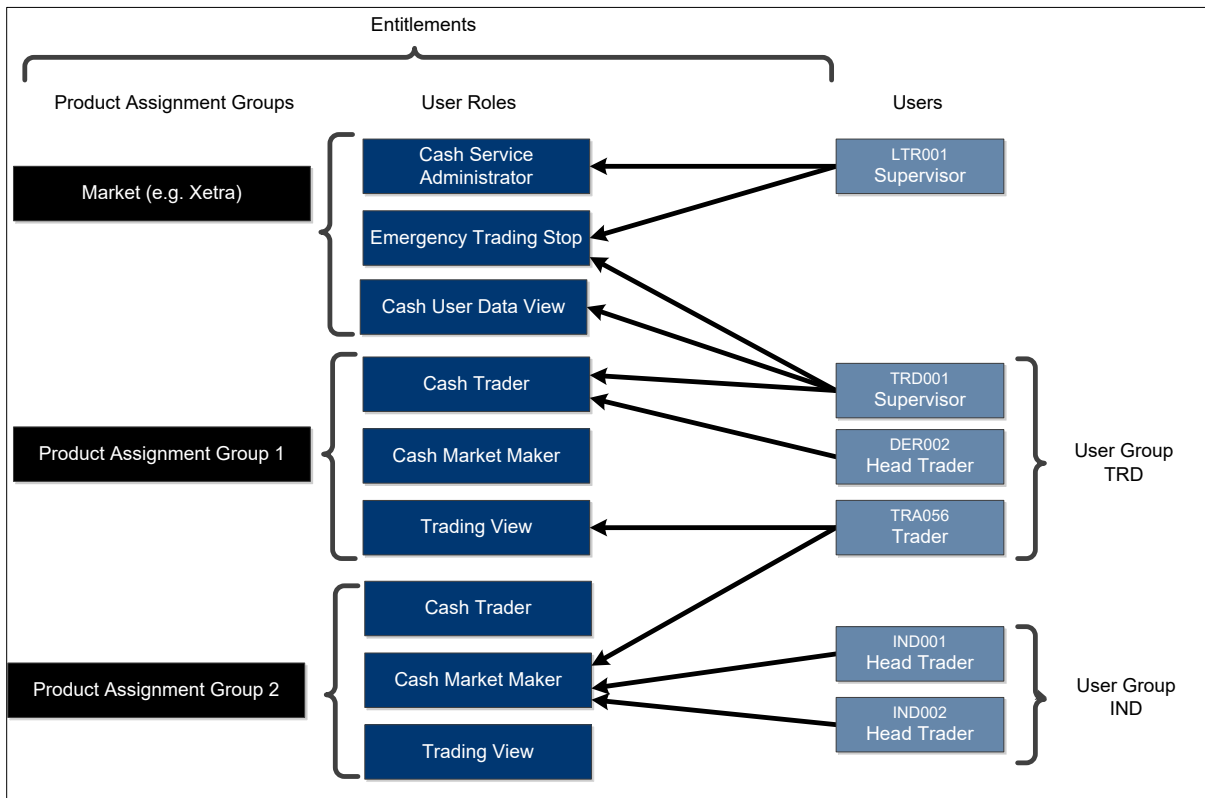 Entitlements
Product Assignment Groups
User Roles
Users
Market (e.g. Xetra)
Cash Service
Administrator
LTR001
Supervisor
Emergency Trading Stop
Cash User Data View
Product Assignment Group 1
Cash Trader
Cash Market Maker
Trading View
TRD001
Supervisor
DER002
Head Trader
TRA056
Trader
User Group
TRD
Product Assignment Group 2
Cash Trader
Cash Market Maker
Trading View
IND001
Head Trader
IND002
Head Trader
User Group
IND